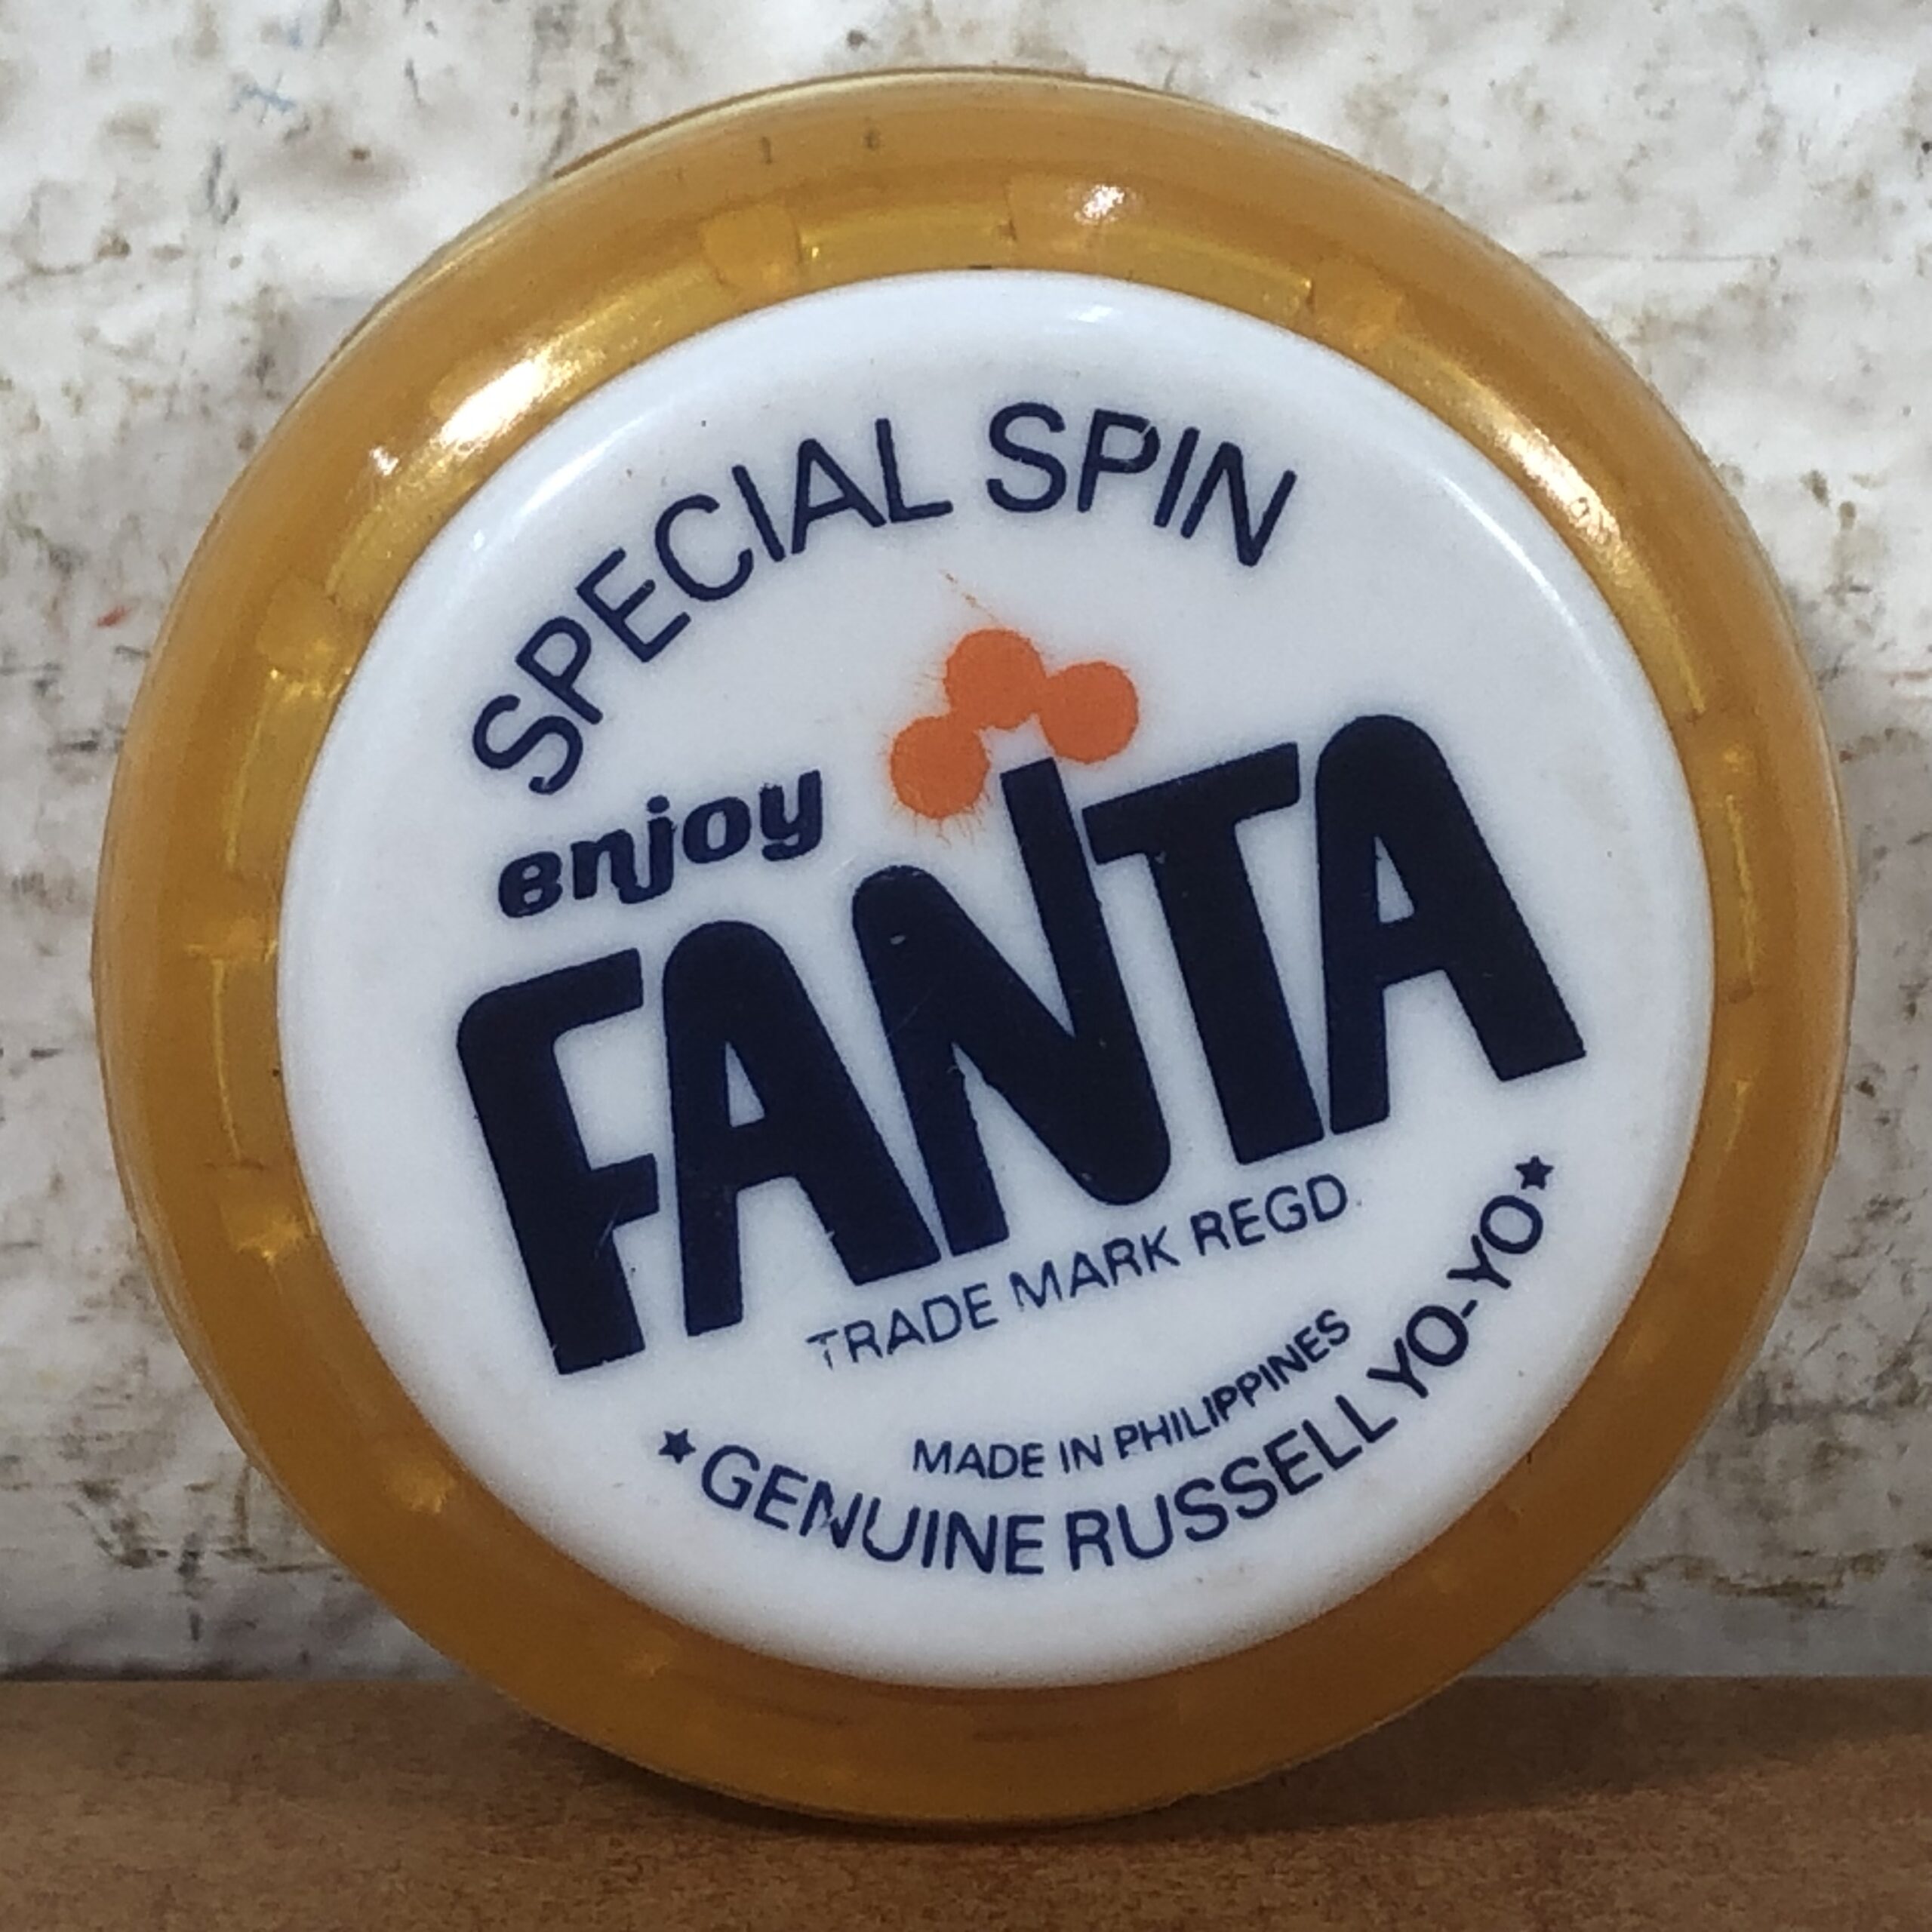 SPECIAL SPIN
enjoy
FANTA
TRADE MARK REGD.
MADE IN PHILIPPINES
★GENUINE RUSSELL YO-YO★